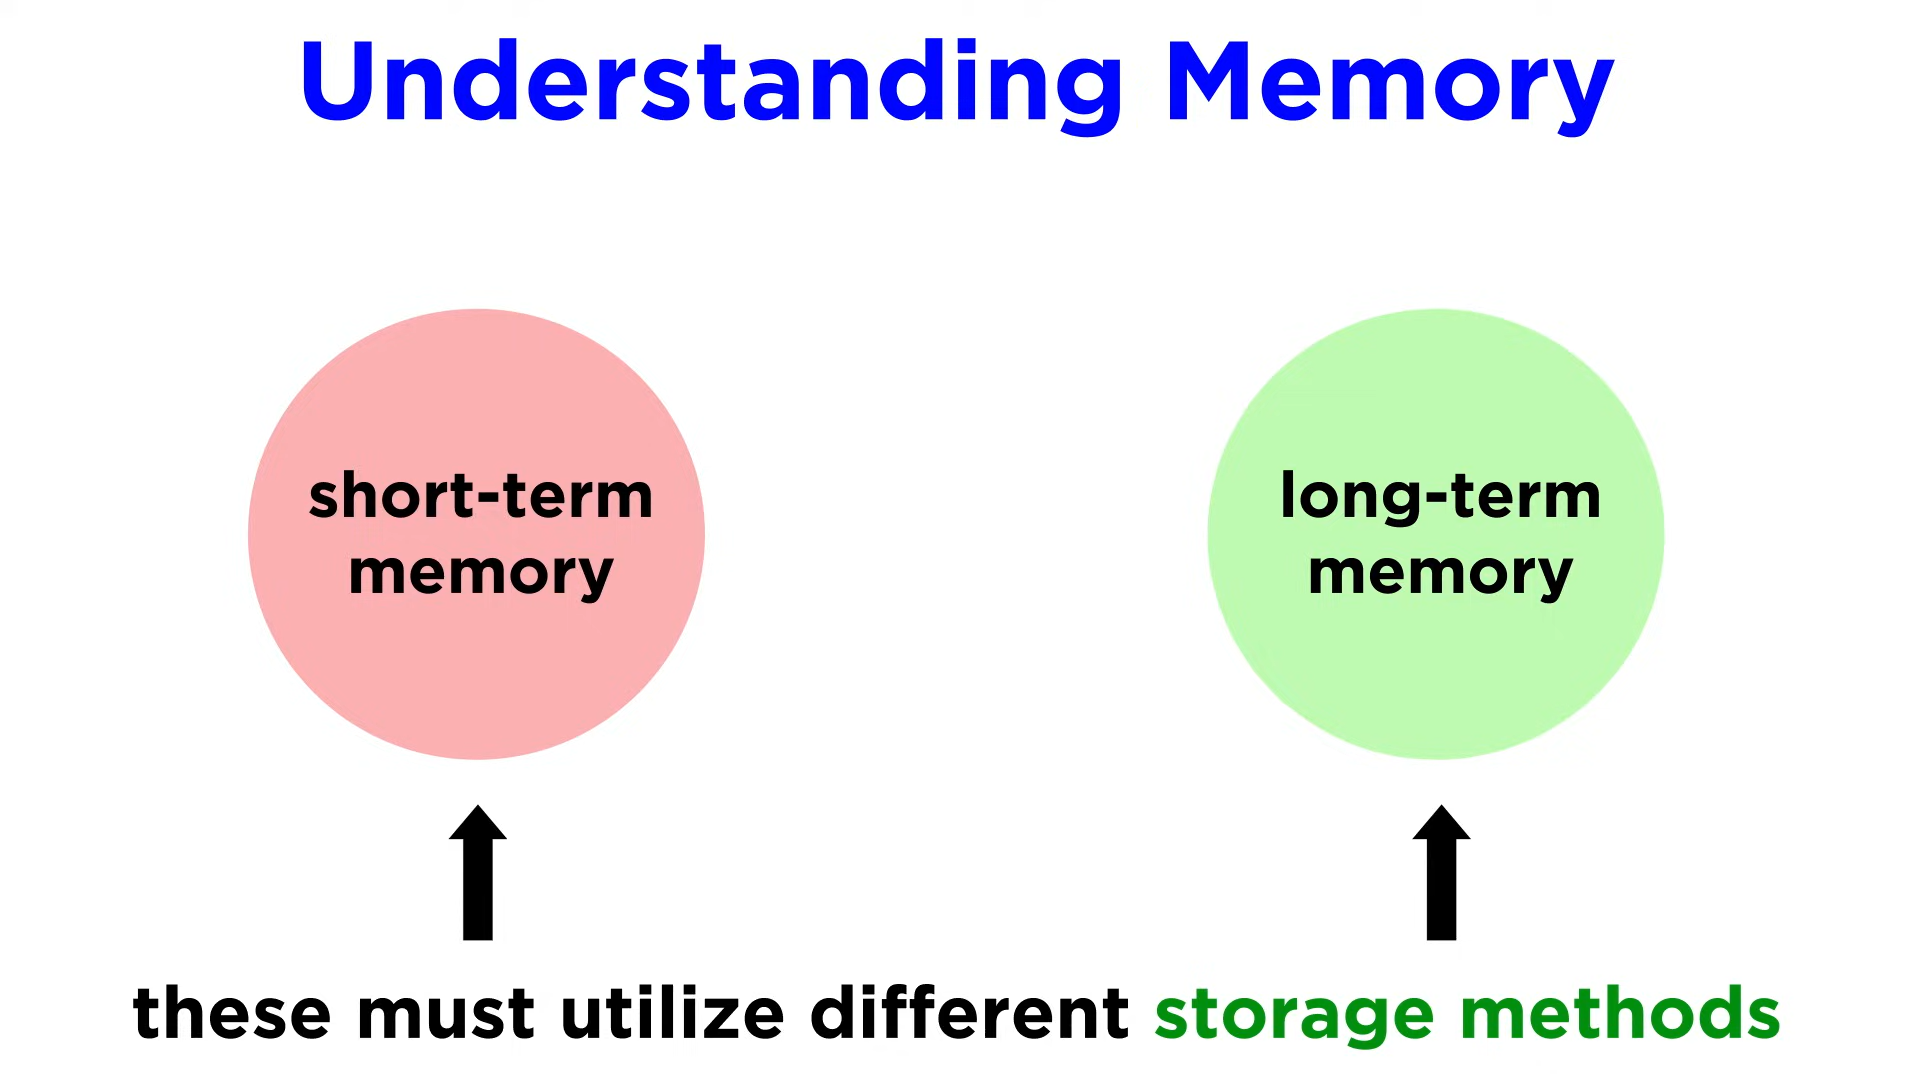 Understanding Memory
short-term
memory
long-term
memory
these must utilize different storage methods